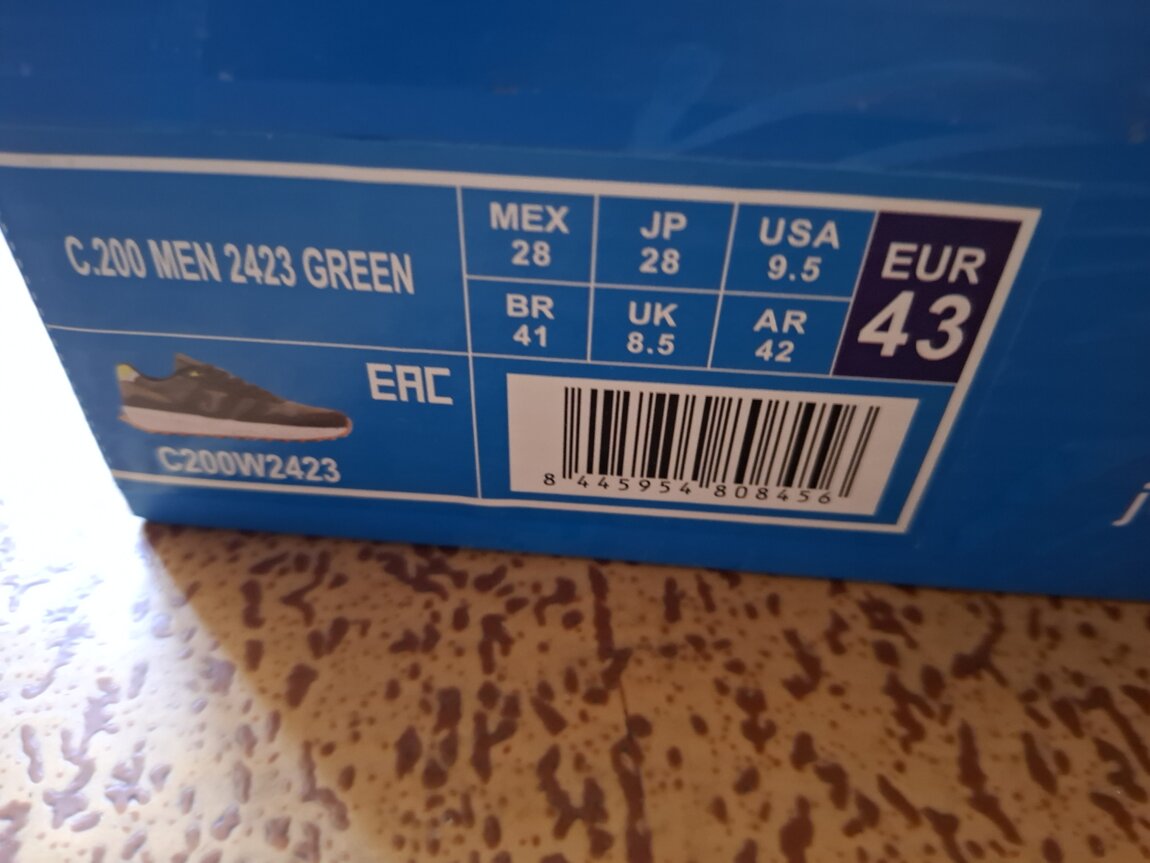 C.200 MEN 2423 GREEN
MEX
28
JP
28
USA
9.5
EUR
43
BR
41
UK
8.5
AR
42
EAC
C200W2423
8 445954 808456
j